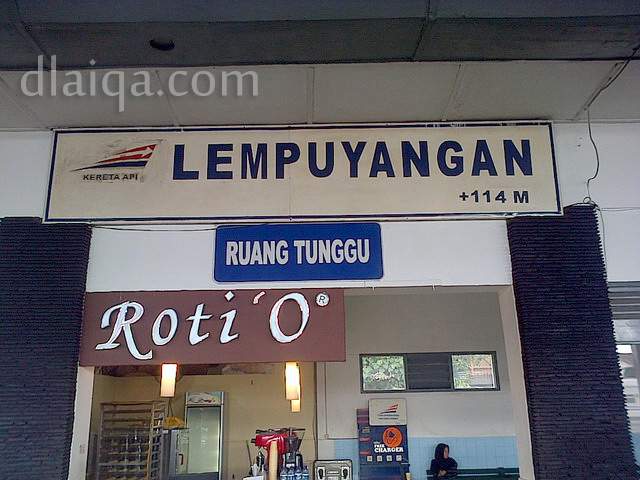 dlaiqa.com
KERETA API
LEMPUYANGAN
+114 M
RUANG TUNGGU
Roti'O®
CHARGER